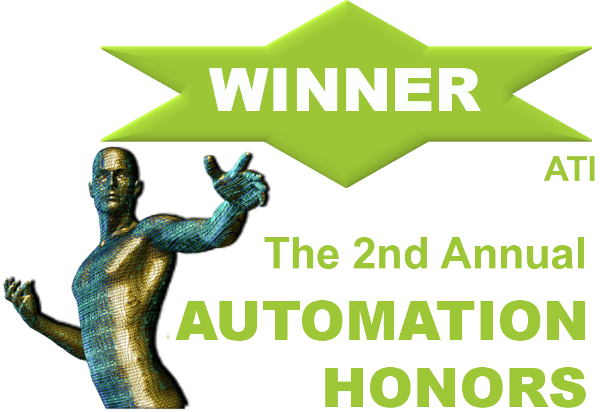 WINNER
ATI
The 2nd Annual
AUTOMATION
HONORS